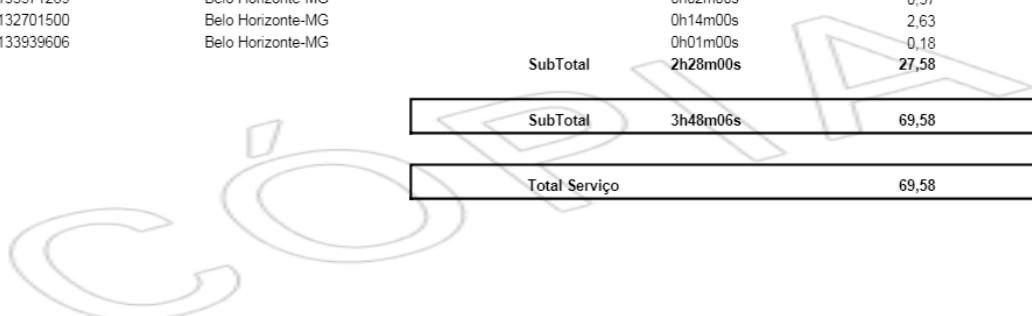 132701500 Belo Horizonte-MG 0h14m00s 2,63
133939606 Belo Horizonte-MG 0h01m00s 0,18
SubTotal 2h28m00s 27,58
SubTotal 3h48m06s 69,58
Total Serviço 69,58
CÓPIA